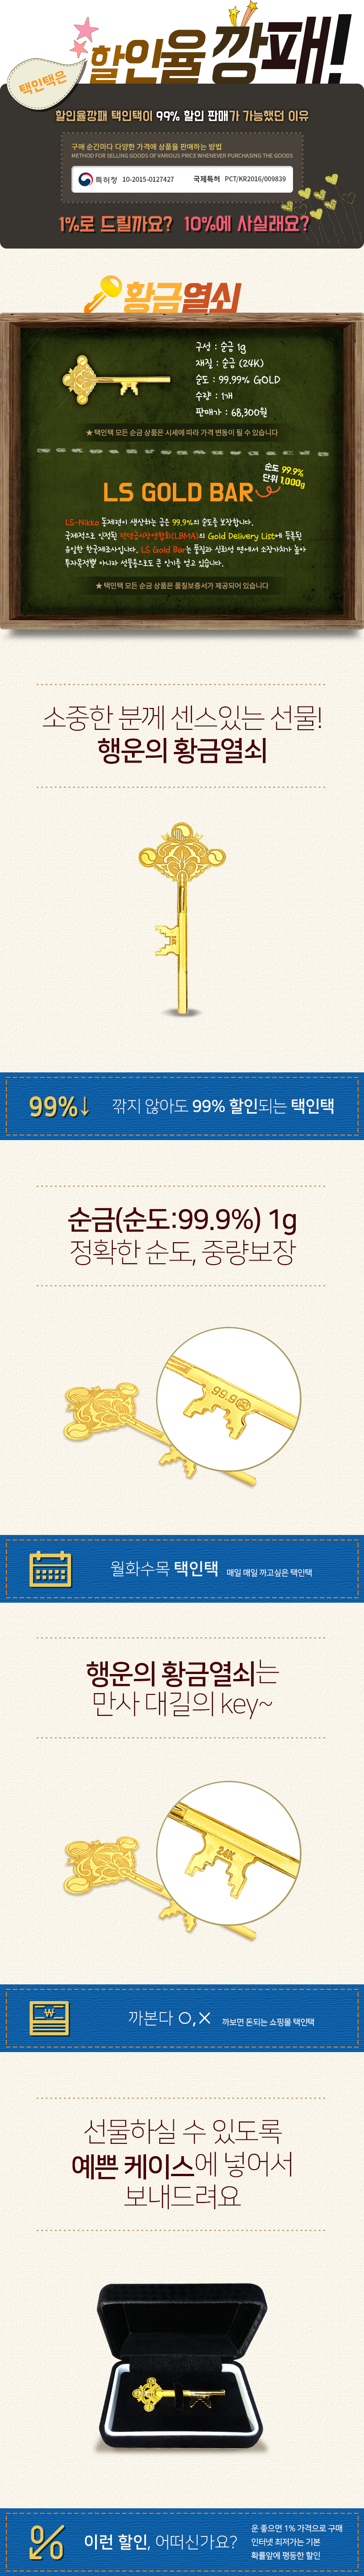 택인택은
할인율 깡패!
할인율깡패 택인택이 99% 할인 판매가 가능했던 이유
구매 순간마다 다양한 가격에 상품을 판매하는 방법
METHOD FOR SELLING GOODS OF VARIOUS PRICE WHENEVER PURCHASING THE GOODS
특허청 10-2015-0127427 국제특허 PCT/KR2016/009839
1%로 드릴까요? 10%에 사실래요?
황금열쇠
구성 : 순금 1g
재질 : 순금 (24K)
순도 : 99.99% GOLD
수량 : 1개
판매가 : 68,300원
★ 택인택 모든 순금 상품은 시세에 따라 가격 변동이 될 수 있습니다
순도 99.9%
단위 1,000g
LS GOLD BAR
LS-Nikko 동제련이 생산하는 금은 99.9%의 순도를 보장합니다.
국제적으로 인정된 런던금시장연합회(LBMA)의 Gold Delivery List에 등록된
유일한 한국제조사입니다. LS Gold Bar는 품질과 신뢰성 면에서 소장가치가 높아
투자목적뿐 아니라 선물용으로도 큰 인기를 얻고 있습니다.
★ 택인택 모든 순금 상품은 품질보증서가 제공되어 있습니다
소중한 분께 센스있는 선물!
행운의 황금열쇠
24K
99%↓ 깎지 않아도 99% 할인되는 택인택
순금(순도:99.9%) 1g
정확한 순도, 중량보장
99.9
월화수목 택인택 매일 매일 까고싶은 택인택
행운의 황금열쇠는
만사 대길의 key~
24K
₩ 까본다 O,X 까보면 돈되는 쇼핑몰 택인택
선물하실 수 있도록
예쁜 케이스에 넣어서
보내드려요
% 이런 할인, 어떠신가요?
운 좋으면 1% 가격으로 구매
인터넷 최저가는 기본
확률앞에 평등한 할인